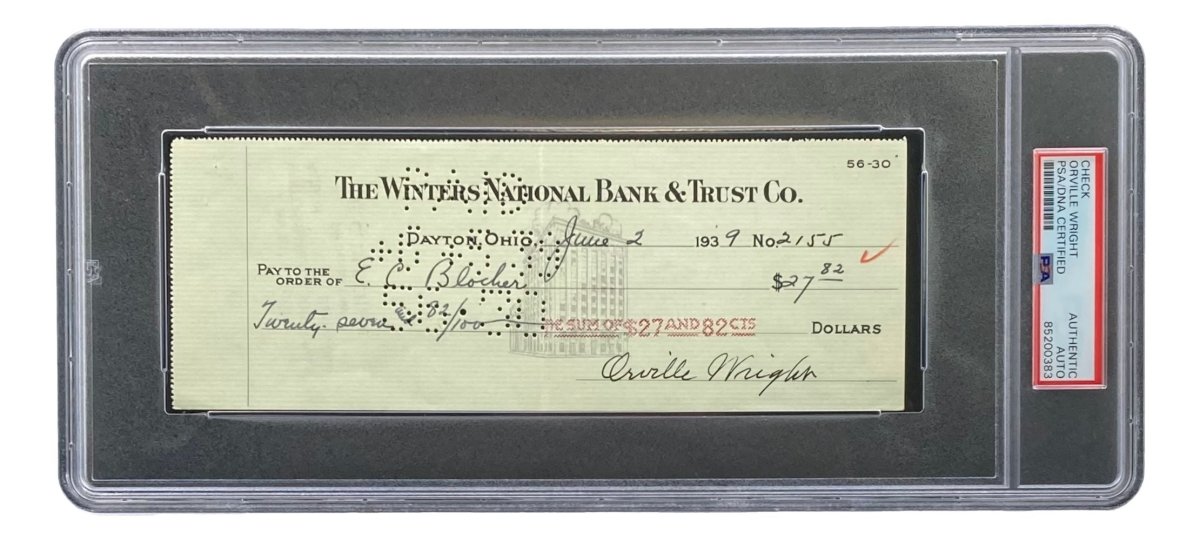 56-30
THE WINTERS NATIONAL BANK & TRUST CO.
DAYTON, OHIO, June 2 1939 No 2155
PAY TO THE ORDER OF E. C. Blocher $27 82
Twenty-seven and 82/100 THE SUM OF $27 AND 82 CTS DOLLARS
Orville Wright
CHECK
ORVILLE WRIGHT
PSA/DNA CERTIFIED
PSA
AUTHENTIC
AUTO
85200383